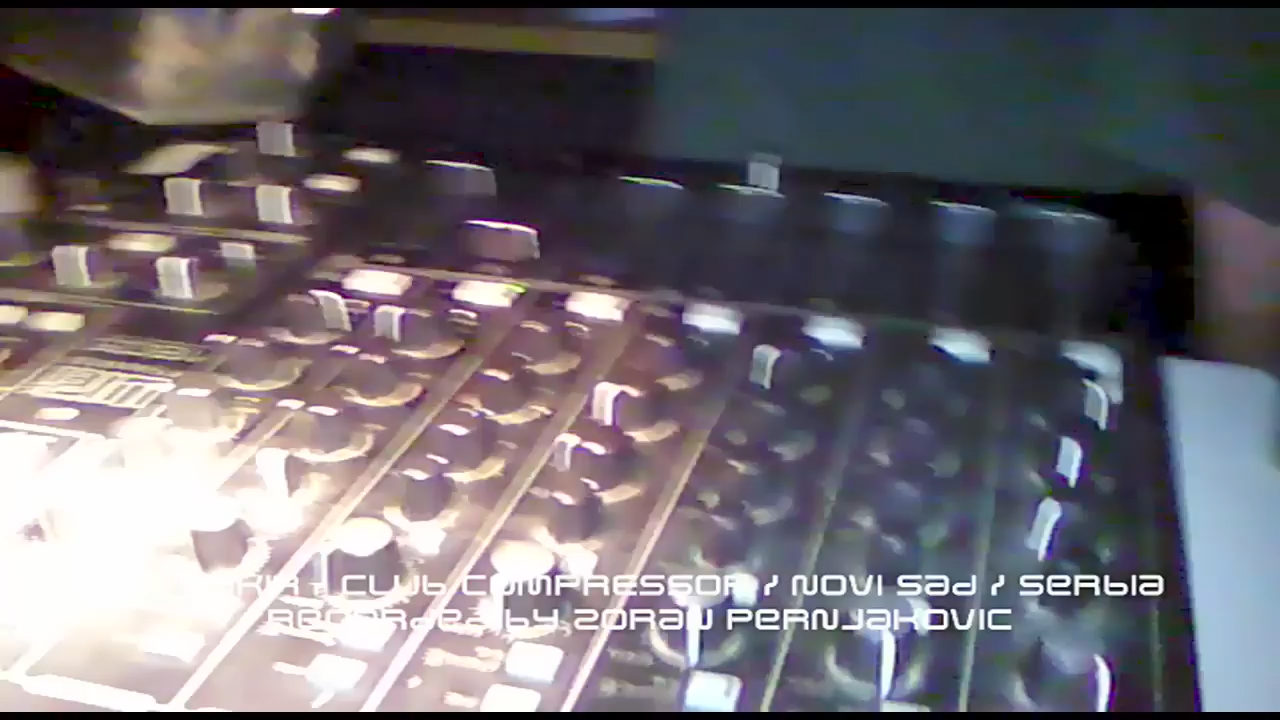 CLUB COMPRESSOR / NOVI SAD / SERBIA
RECORDED BY ZORAN PERNJAKOVIC